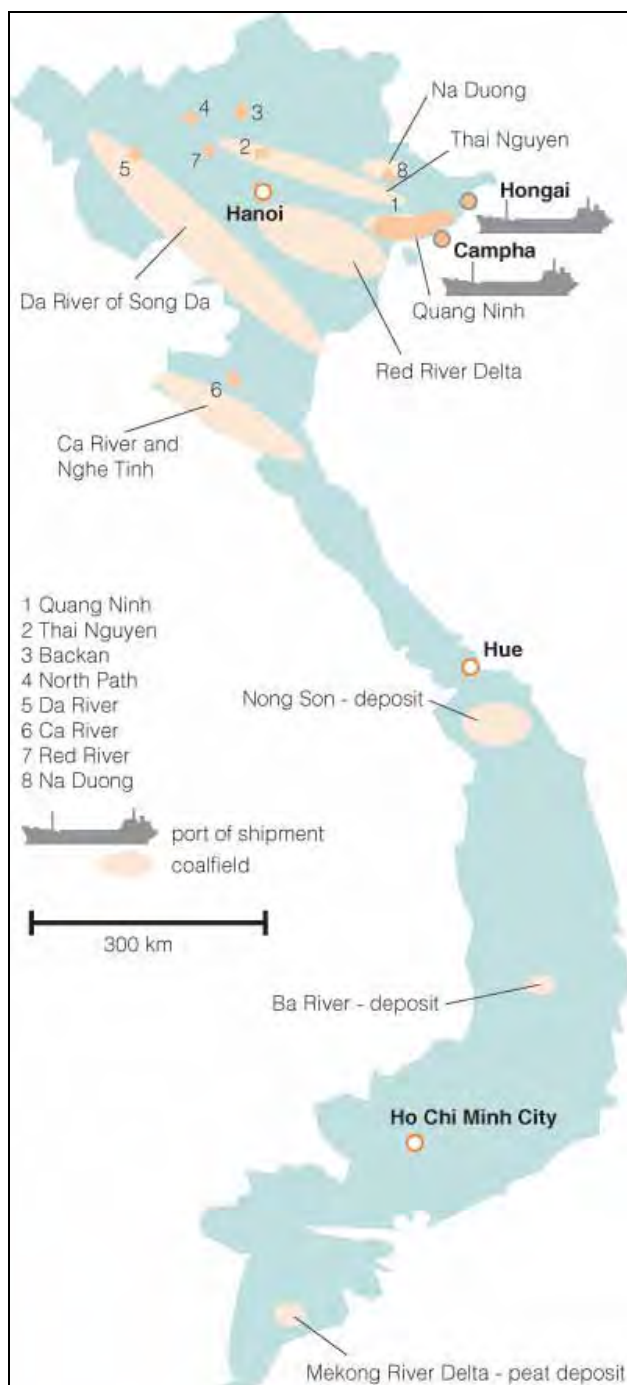 Na Duong
4
3
Thai Nguyen
2
5
7
8
Hongai
1
Hanoi
Campha
Da River of Song Da
Quang Ninh
Red River Delta
6
Ca River and
Nghe Tinh
1 Quang Ninh
2 Thai Nguyen
3 Backan
4 North Path
5 Da River
6 Ca River
7 Red River
8 Na Duong
Hue
Nong Son - deposit
port of shipment
coalfield
300 km
Ba River - deposit
Ho Chi Minh City
Mekong River Delta - peat deposit